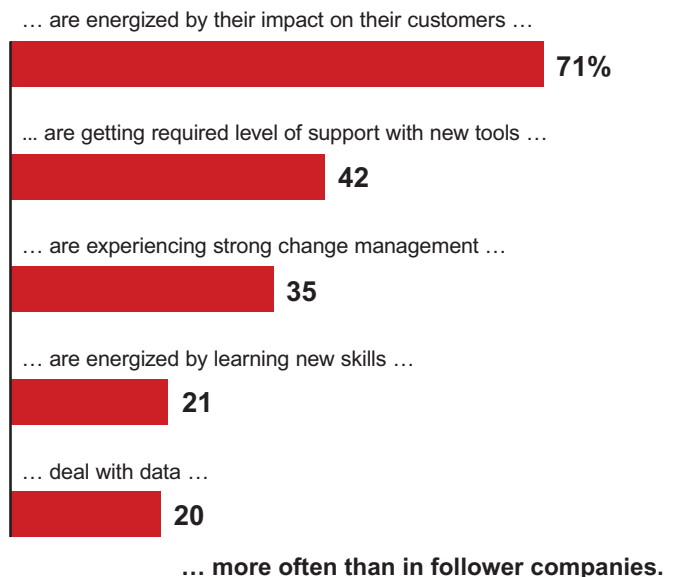 … are energized by their impact on their customers …
71%
... are getting required level of support with new tools …
42
… are experiencing strong change management …
35
… are energized by learning new skills …
21
… deal with data …
20
… more often than in follower companies.